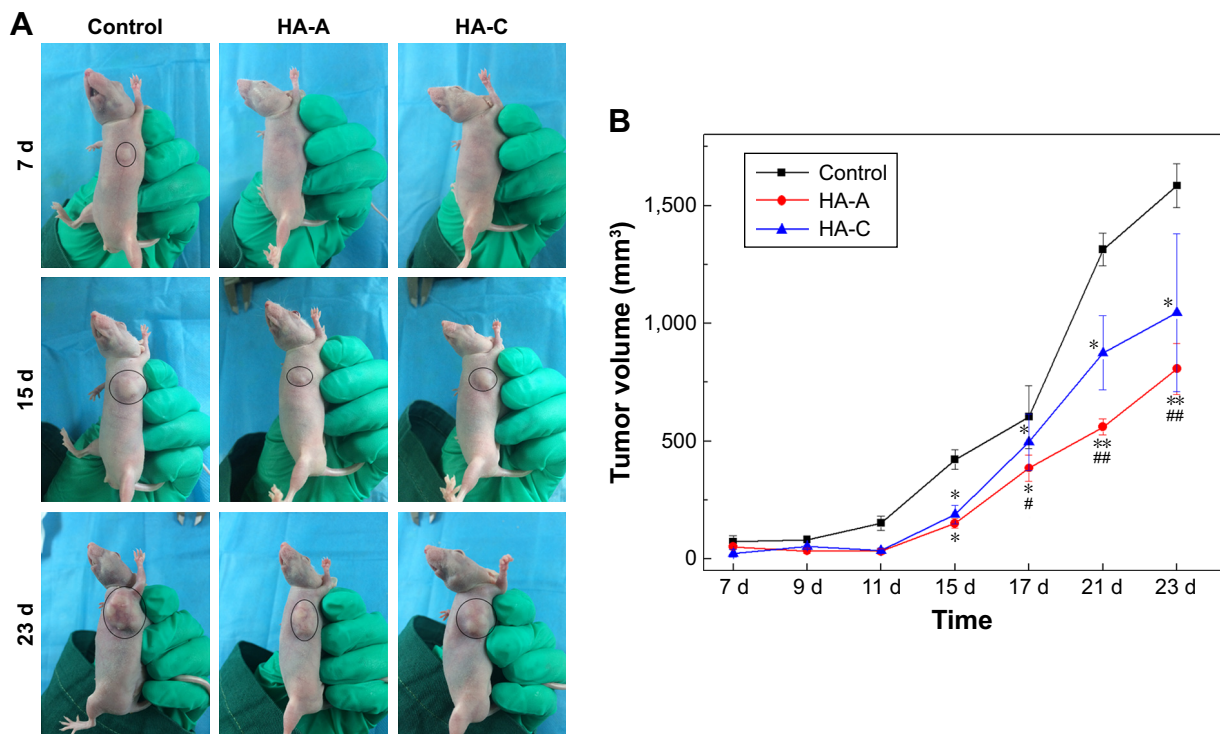 A
Control HA-A HA-C
7 d
15 d
23 d
B
Control
HA-A
HA-C
Tumor volume (mm³)
1,500
1,000
500
0
*
*
*
*
*
*
#
**
##
**
##
7 d 9 d 11 d 15 d 17 d 21 d 23 d
Time